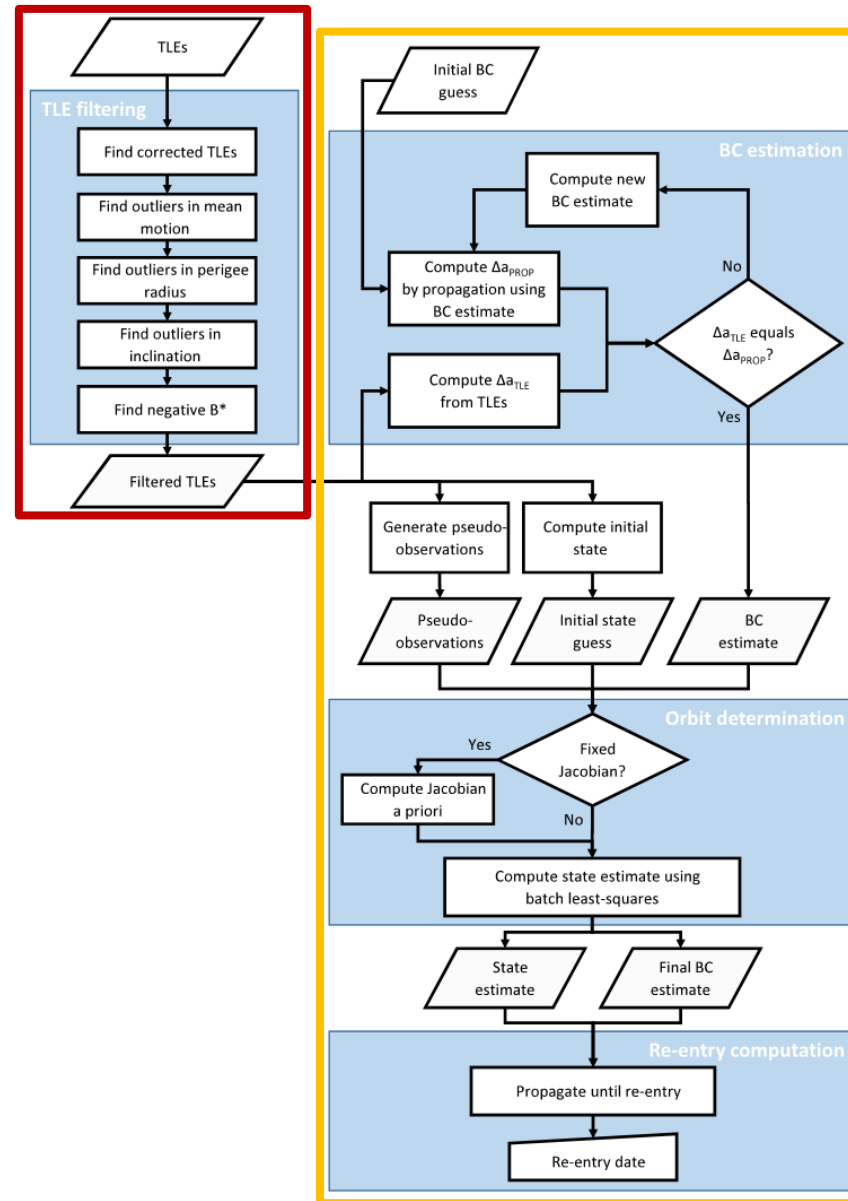 TLEs
TLE filtering
Find corrected TLEs
Find outliers in mean
motion
Find outliers in perigee
radius
Find outliers in
inclination
Find negative B*
Filtered TLEs
Initial BC
guess
BC estimation
Compute new
BC estimate
Compute ΔaPROP
by propagation using
BC estimate
No
ΔaTLE equals
ΔaPROP?
Compute ΔaTLE
from TLEs
Yes
Generate pseudo-
observations
Compute initial
state
Pseudo-
observations
Initial state
guess
BC
estimate
Orbit determination
Yes
Fixed
Jacobian?
Compute Jacobian
a priori
No
Compute state estimate using
batch least-squares
State
estimate
Final BC
estimate
Re-entry computation
Propagate until re-entry
Re-entry date